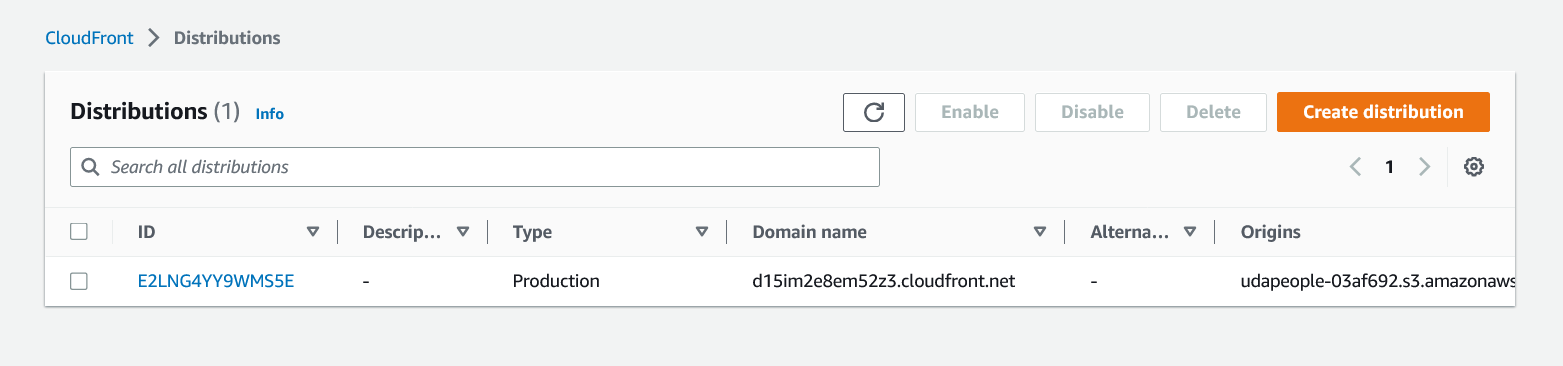 CloudFront > Distributions
Distributions (1) Info
Enable Disable Delete Create distribution
Search all distributions
1
ID Descrip... Type Domain name Alterna... Origins
E2LNG4YY9WMS5E - Production d15im2e8em52z3.cloudfront.net - udapeople-03af692.s3.amazonaws